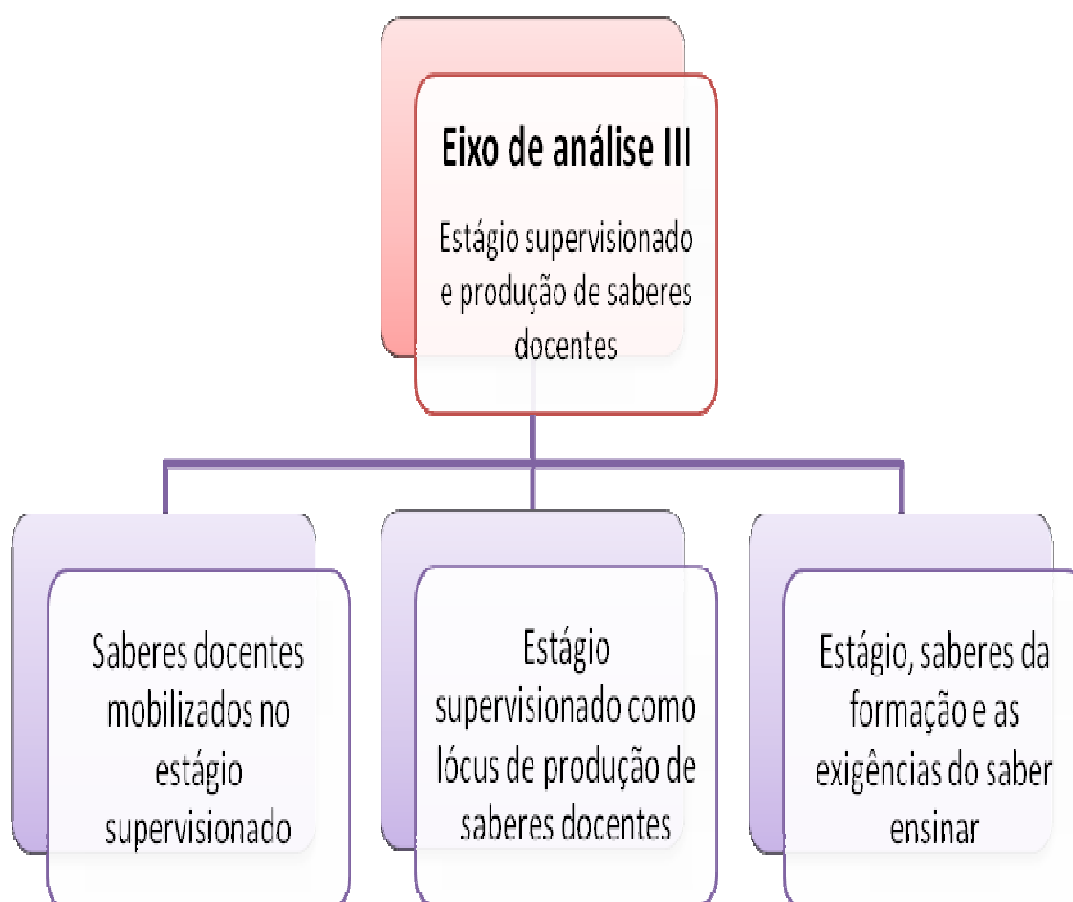 Eixo de análise III
Estágio supervisionado
e produção de saberes
docentes
Saberes docentes
mobilizados no
estágio
supervisionado
Estágio
supervisionado como
lócus de produção de
saberes docentes
Estágio, saberes da
formação e as
exigências do saber
ensinar